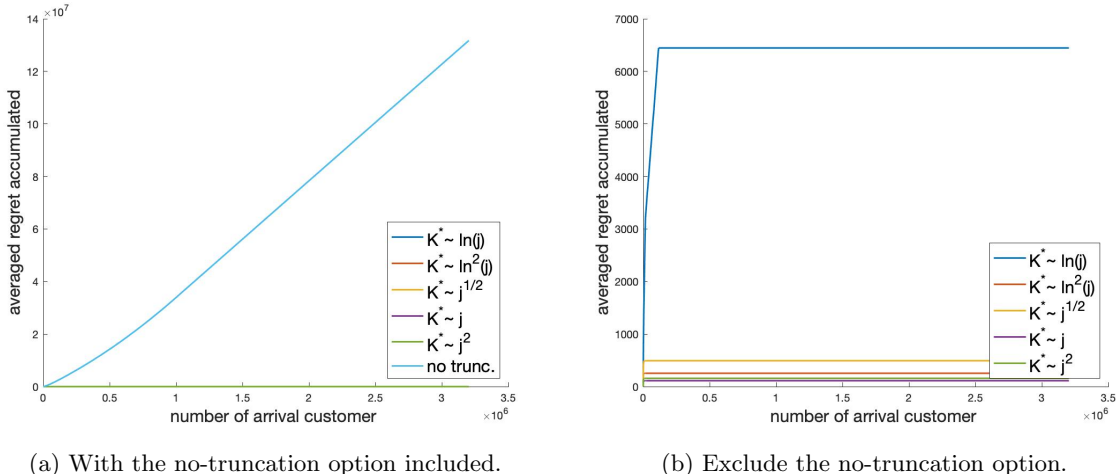 ×10⁷
14
12
10
8
6
4
2
0
averaged regret accumulated
K* ~ ln(j)
K* ~ ln²(j)
K* ~ j^{1/2}
K* ~ j
K* ~ j²
no trunc.
0 0.5 1 1.5 2 2.5 3 3.5
number of arrival customer
×10⁶
(a) With the no-truncation option included.
7000
6000
5000
4000
3000
2000
1000
0
averaged regret accumulated
K* ~ ln(j)
K* ~ ln²(j)
K* ~ j^{1/2}
K* ~ j
K* ~ j²
0 0.5 1 1.5 2 2.5 3 3.5
number of arrival customer
×10⁶
(b) Exclude the no-truncation option.